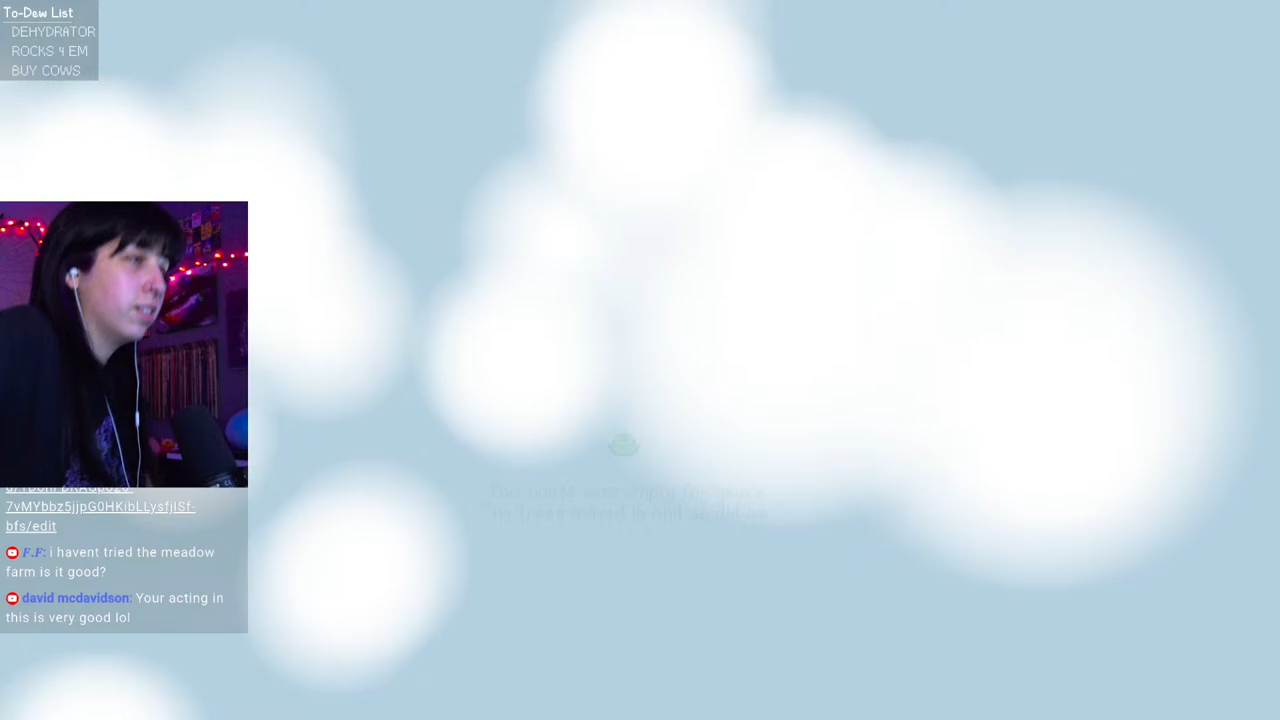 To-Dew List
DEHYDRATOR
ROCKS 4 EM
BUY COWS
7vMYbbz5jjpG0HKibLLysfjISf-
bfs/edit
F.F: i havent tried the meadow
farm is it good?
david mcdavidson: Your acting in
this is very good lol